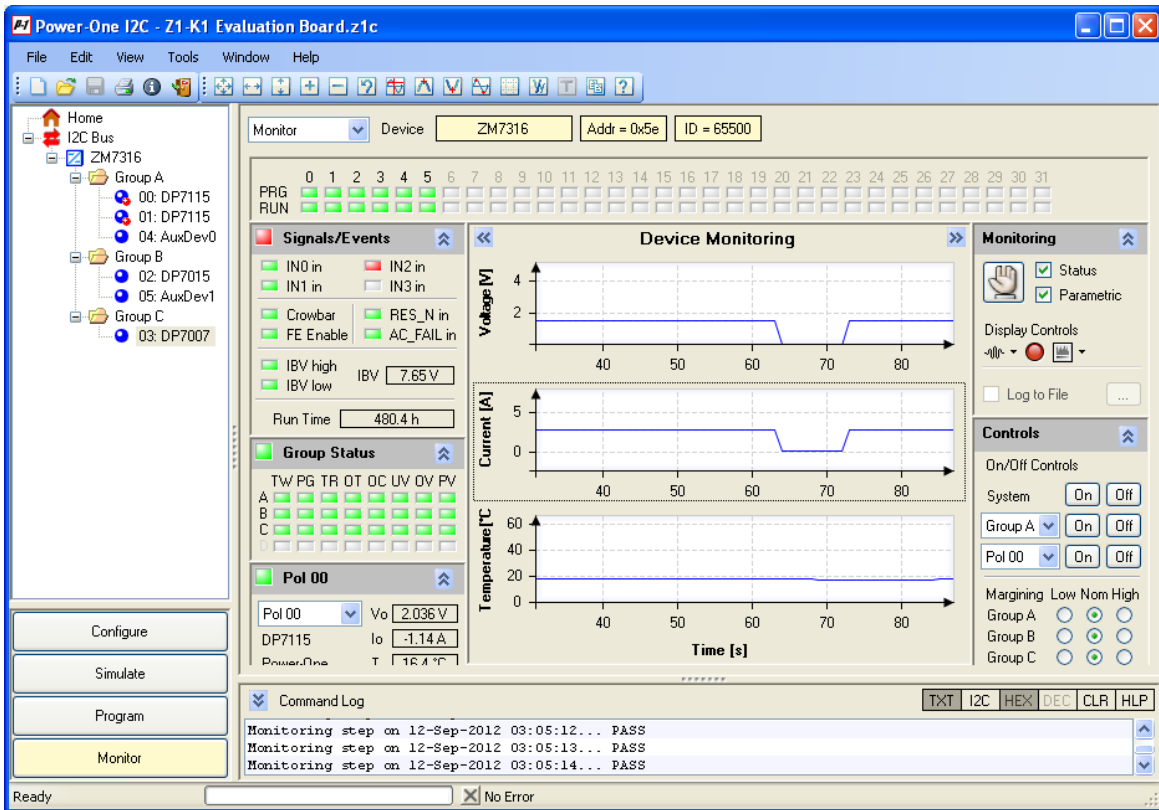 Power-One I2C - Z1-K1 Evaluation Board.z1c
File Edit View Tools Window Help
Home
I2C Bus
ZM7316
Group A
00: DP7115
01: DP7115
04: AuxDev0
Group B
02: DP7015
05: AuxDev1
Group C
03: DP7007
Configure
Simulate
Program
Monitor
Monitor Device ZM7316 Addr = 0x5e ID = 65500
0 1 2 3 4 5 6 7 8 9 10 11 12 13 14 15 16 17 18 19 20 21 22 23 24 25 26 27 28 29 30 31
PRG
RUN
Signals/Events
IN0 in IN2 in
IN1 in IN3 in
Crowbar RES_N in
FE Enable AC_FAIL in
IBV high
IBV low
IBV 7.65 V
Run Time 480.4 h
Group Status
TW PG TR OT OC UV OV PV
A
B
C
D
Pol 00
Pol 00 Vo 2.036 V
DP7115 Io -1.14 A
Power-One T 16.4 °C
Device Monitoring
Voltage [V]
4
2
40 50 60 70 80
Current [A]
5
0
40 50 60 70 80
Temperature[°C
60
40
20
0
40 50 60 70 80
Time [s]
Monitoring
Status
Parametric
Display Controls
Log to File ...
Controls
On/Off Controls
System On Off
Group A On Off
Pol 00 On Off
Margining Low Nom High
Group A
Group B
Group C
Command Log TXT I2C HEX DEC CLR HLP
Monitoring step on 12-Sep-2012 03:05:12... PASS
Monitoring step on 12-Sep-2012 03:05:13... PASS
Monitoring step on 12-Sep-2012 03:05:14... PASS
Ready No Error